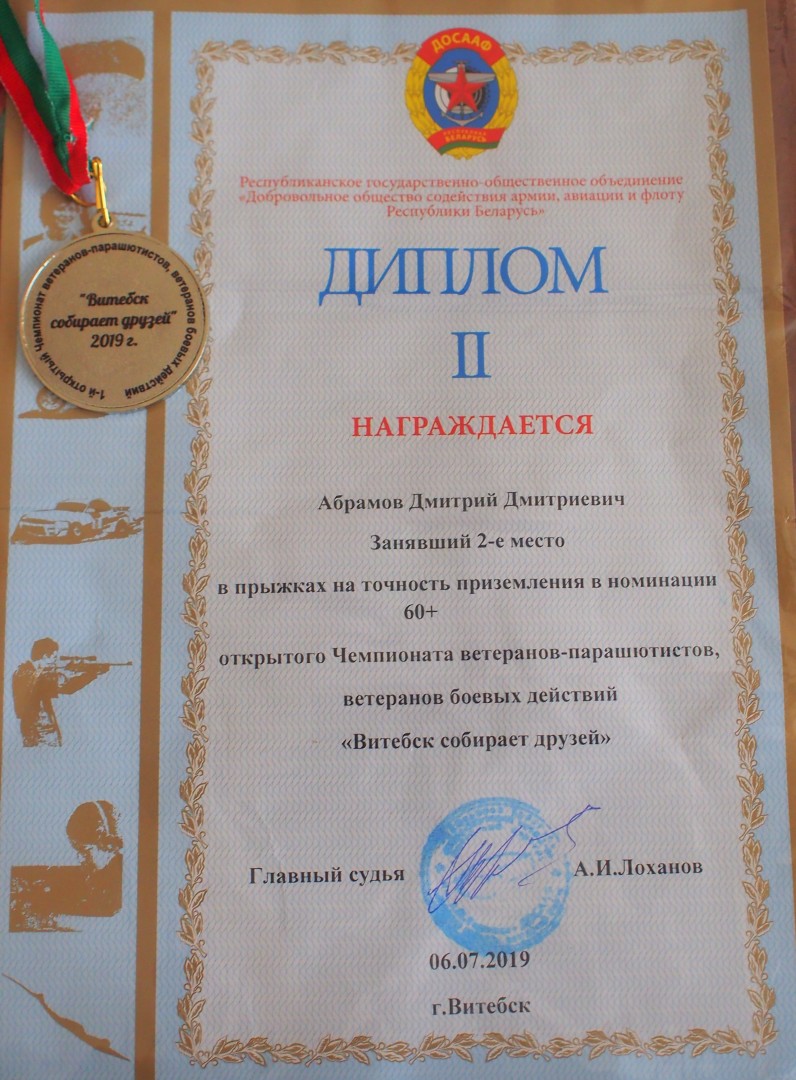 ДОСААФ
РЕСПУБЛИКА
БЕЛАРУСЬ
Республиканское государственно-общественное объединение
«Добровольное общество содействия армии, авиации и флоту
Республики Беларусь»
ДИПЛОМ
II
НАГРАЖДАЕТСЯ
Абрамов Дмитрий Дмитриевич
Занявший 2-е место
в прыжках на точность приземления в номинации
60+
открытого Чемпионата ветеранов-парашютистов,
ветеранов боевых действий
«Витебск собирает друзей»
Главный судья А.И.Лоханов
06.07.2019
г.Витебск
1-й открытый Чемпионат ветеранов-парашютистов, ветеранов боевых действий
"Витебск
собирает друзей"
2019 г.